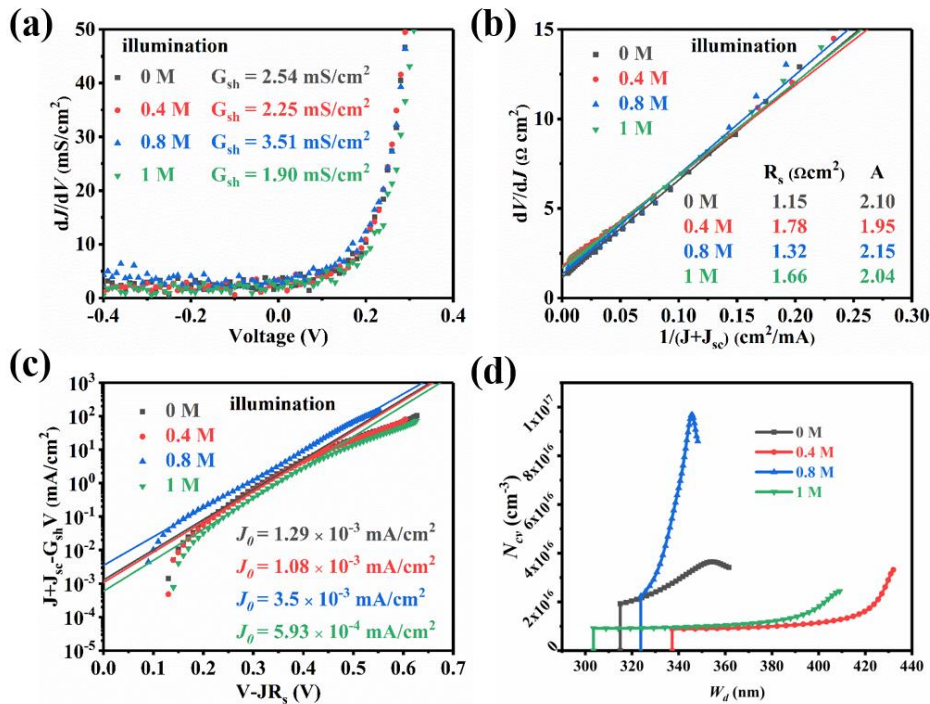 (a)
illumination
0 M G_sh = 2.54 mS/cm²
0.4 M G_sh = 2.25 mS/cm²
0.8 M G_sh = 3.51 mS/cm²
1 M G_sh = 1.90 mS/cm²
dJ/dV (mS/cm²)
50
40
30
20
10
0
-0.4 -0.2 0.0 0.2 0.4
Voltage (V)
(b)
illumination
0 M
0.4 M
0.8 M
1 M
R_s (Ωcm²) A
0 M 1.15 2.10
0.4 M 1.78 1.95
0.8 M 1.32 2.15
1 M 1.66 2.04
dV/dJ (Ω cm²)
15
10
5
0
0.00 0.05 0.10 0.15 0.20 0.25 0.30
1/(J+J_sc) (cm²/mA)
(c)
illumination
0 M
0.4 M
0.8 M
1 M
J_0 = 1.29 × 10⁻³ mA/cm²
J_0 = 1.08 × 10⁻³ mA/cm²
J_0 = 3.5 × 10⁻³ mA/cm²
J_0 = 5.93 × 10⁻⁴ mA/cm²
J+J_sc-G_shV (mA/cm²)
10³
10²
10¹
10⁰
10⁻¹
10⁻²
10⁻³
10⁻⁴
10⁻⁵
0.0 0.1 0.2 0.3 0.4 0.5 0.6 0.7
V-JR_s (V)
(d)
0 M
0.4 M
0.8 M
1 M
N_cv (cm⁻³)
1x10¹⁷
8x10¹⁶
6x10¹⁶
4x10¹⁶
2x10¹⁶
0
300 320 340 360 380 400 420 440
W_d (nm)